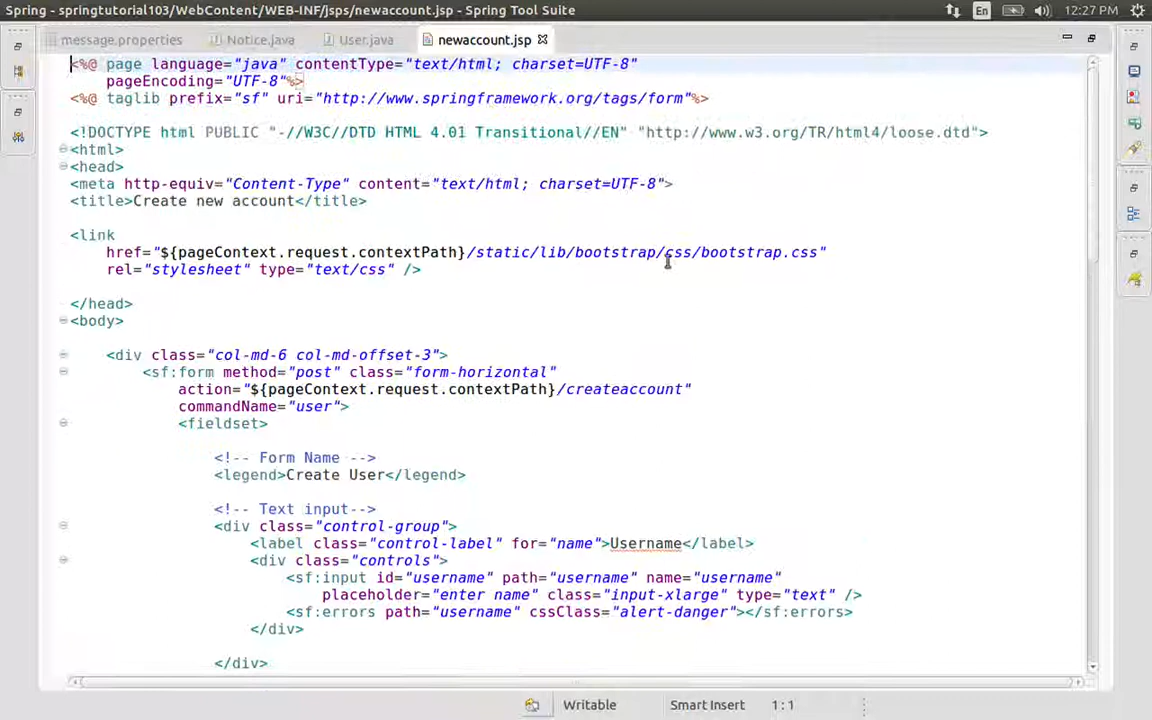 Spring - springtutorial103/WebContent/WEB-INF/jsps/newaccount.jsp - Spring Tool Suite
En
12:27 PM
message.properties
Notice.java
User.java
newaccount.jsp
<%@ page language="java" contentType="text/html; charset=UTF-8"
pageEncoding="UTF-8"%>
<%@ taglib prefix="sf" uri="http://www.springframework.org/tags/form"%>
<!DOCTYPE html PUBLIC "-//W3C//DTD HTML 4.01 Transitional//EN" "http://www.w3.org/TR/html4/loose.dtd">
<html>
<head>
<meta http-equiv="Content-Type" content="text/html; charset=UTF-8">
<title>Create new account</title>
<link
href="${pageContext.request.contextPath}/static/lib/bootstrap/css/bootstrap.css"
rel="stylesheet" type="text/css" />
</head>
<body>
<div class="col-md-6 col-md-offset-3">
<sf:form method="post" class="form-horizontal"
action="${pageContext.request.contextPath}/createaccount"
commandName="user">
<fieldset>
<!-- Form Name -->
<legend>Create User</legend>
<!-- Text input-->
<div class="control-group">
<label class="control-label" for="name">Username</label>
<div class="controls">
<sf:input id="username" path="username" name="username"
placeholder="enter name" class="input-xlarge" type="text" />
<sf:errors path="username" cssClass="alert-danger"></sf:errors>
</div>
</div>
Writable
Smart Insert
1 : 1